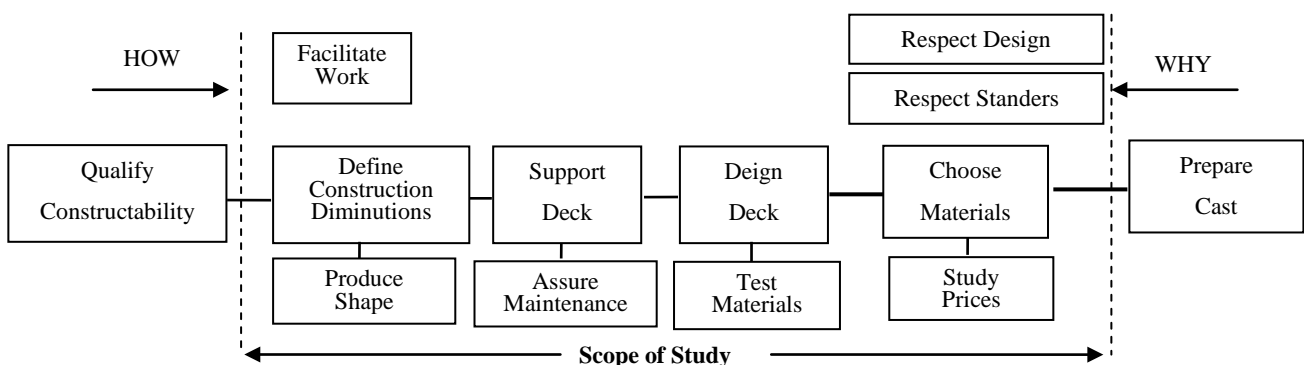 HOW
Facilitate
Work
Respect Design
Respect Standers
WHY
Qualify
Constructability
Define
Construction
Diminutions
Support
Deck
Deign
Deck
Choose
Materials
Prepare
Cast
Produce
Shape
Assure
Maintenance
Test
Materials
Study
Prices
Scope of Study